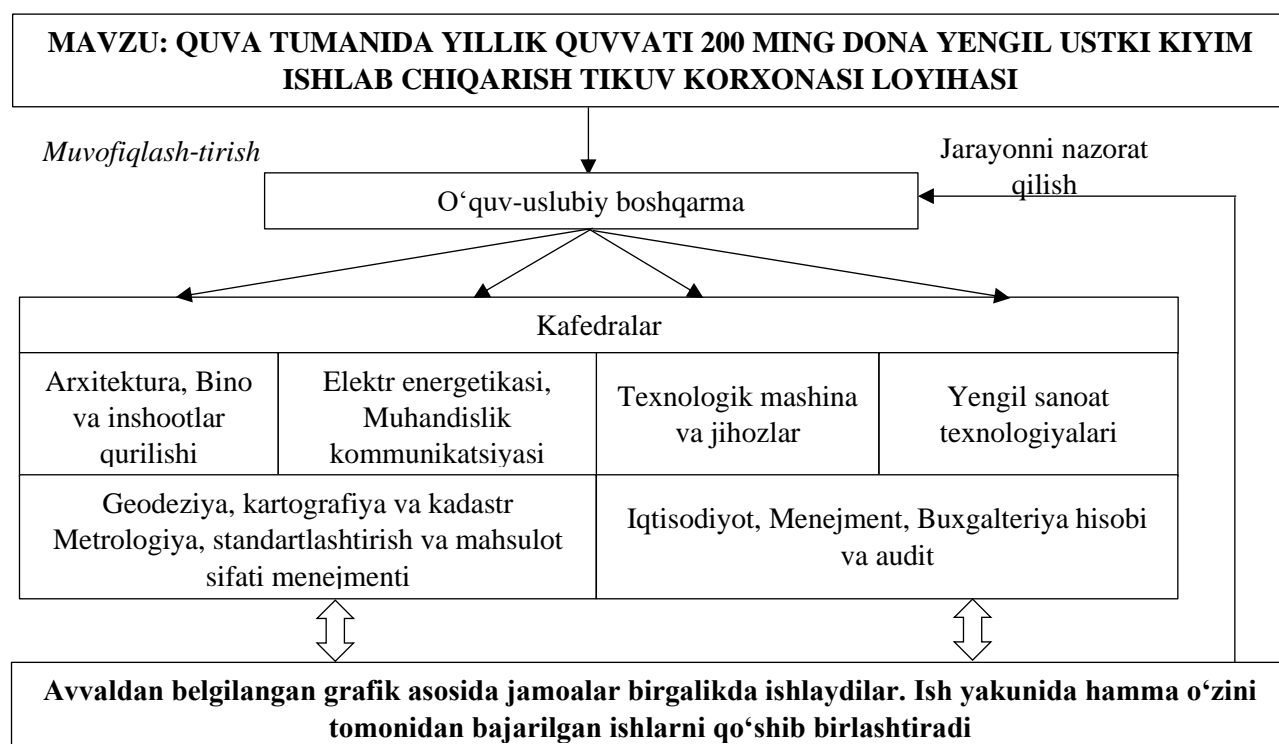 MAVZU: QUVA TUMANIDA YILLIK QUVVATI 200 MING DONA YENGIL USTKI KIYIM
ISHLAB CHIQARISH TIKUV KORXONASI LOYIHASI
Muvofiqlash-tirish
Jarayonni nazorat
qilish
O‘quv-uslubiy boshqarma
Kafedralar
Arxitektura, Bino
va inshootlar
qurilishi
Elektr energetikasi,
Muhandislik
kommunikatsiyasi
Texnologik mashina
va jihozlar
Yengil sanoat
texnologiyalari
Geodeziya, kartografiya va kadastr
Metrologiya, standartlashtirish va mahsulot
sifati menejmenti
Iqtisodiyot, Menejment, Buxgalteriya hisobi
va audit
Avvaldan belgilangan grafik asosida jamoalar birgalikda ishlaydilar. Ish yakunida hamma o‘zini
tomonidan bajarilgan ishlarni qo‘shib birlashtiradi